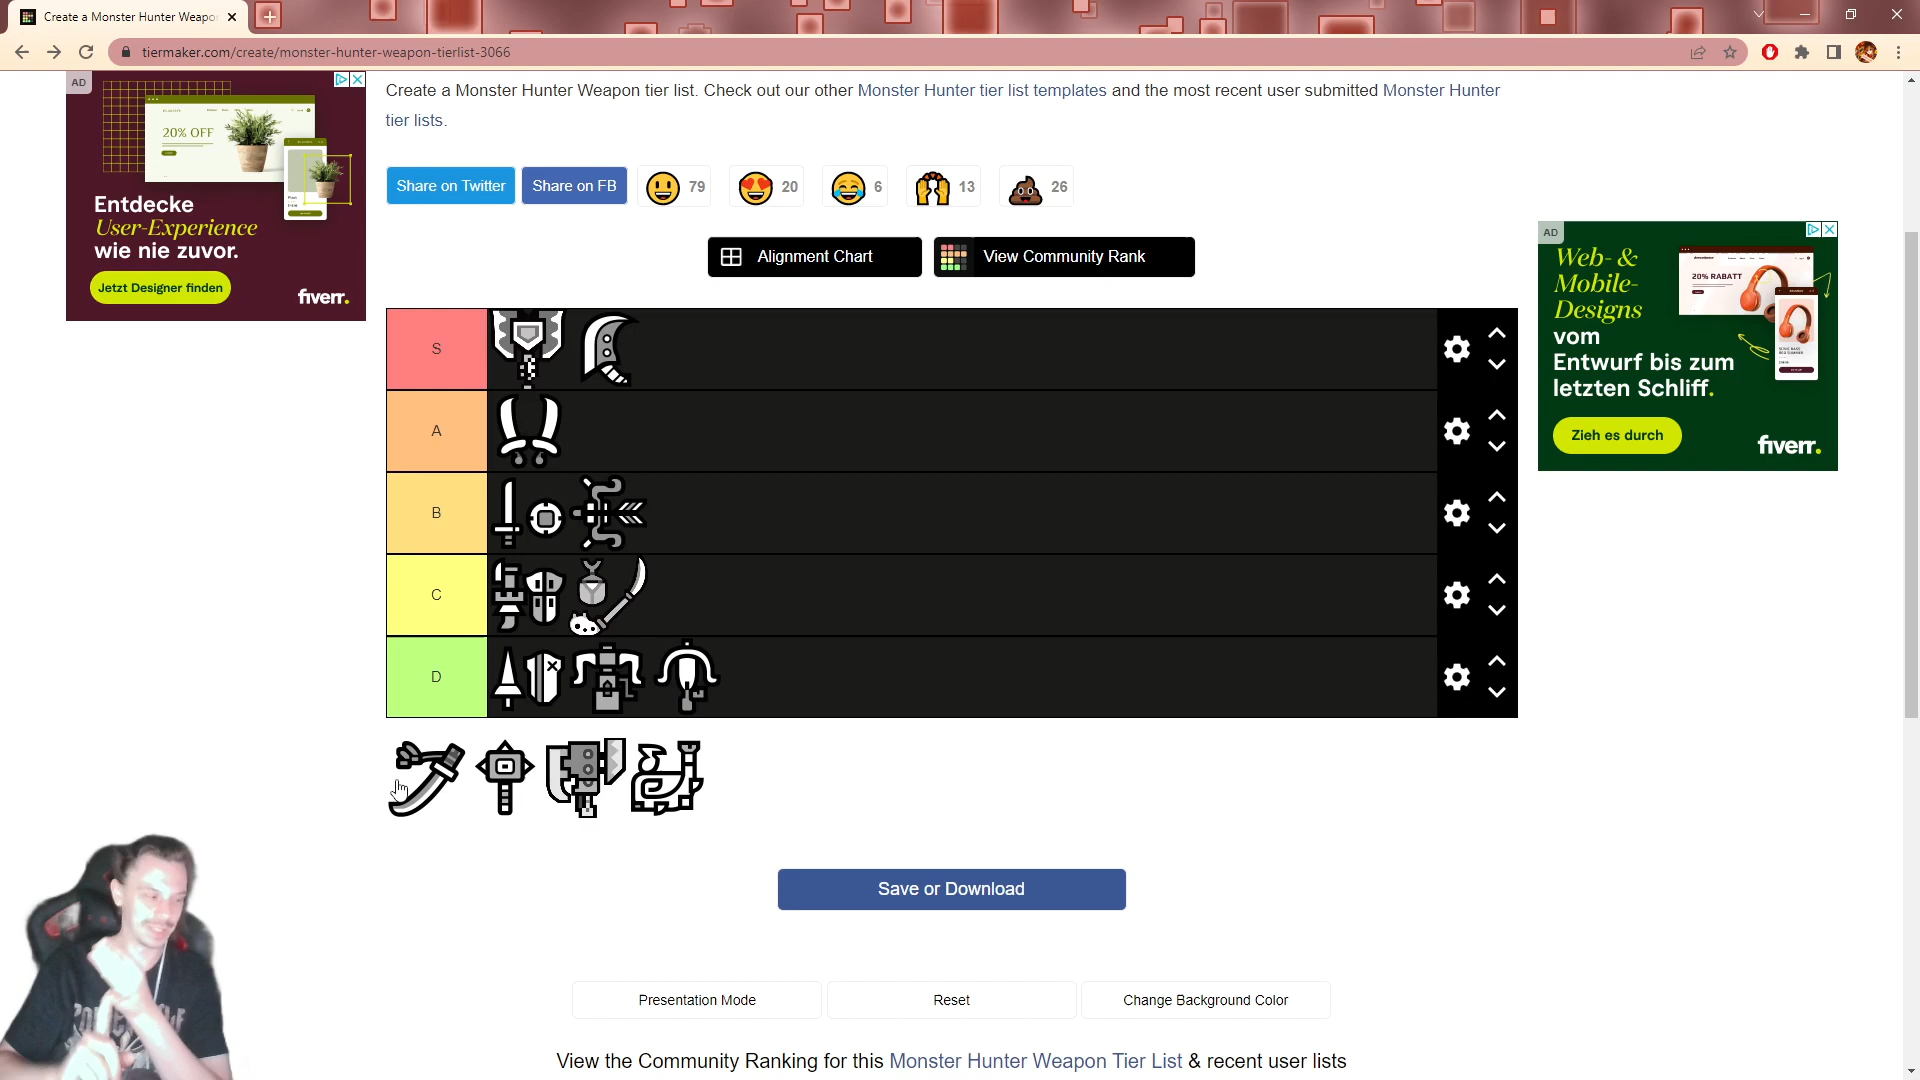 Create a Monster Hunter Weapon
tiermaker.com/create/monster-hunter-weapon-tierlist-3066
AD
20% OFF
Entdecke
User-Experience
wie nie zuvor.
Jetzt Designer finden
fiverr.
Create a Monster Hunter Weapon tier list. Check out our other Monster Hunter tier list templates and the most recent user submitted Monster Hunter
tier lists.
Share on Twitter
Share on FB
79
20
6
13
26
Alignment Chart
View Community Rank
S
A
B
C
D
AD
20% RABATT
Web- &
Mobile-
Designs
vom
Entwurf bis zum
letzten Schliff.
Zieh es durch
fiverr.
Save or Download
Presentation Mode
Reset
Change Background Color
View the Community Ranking for this Monster Hunter Weapon Tier List & recent user lists